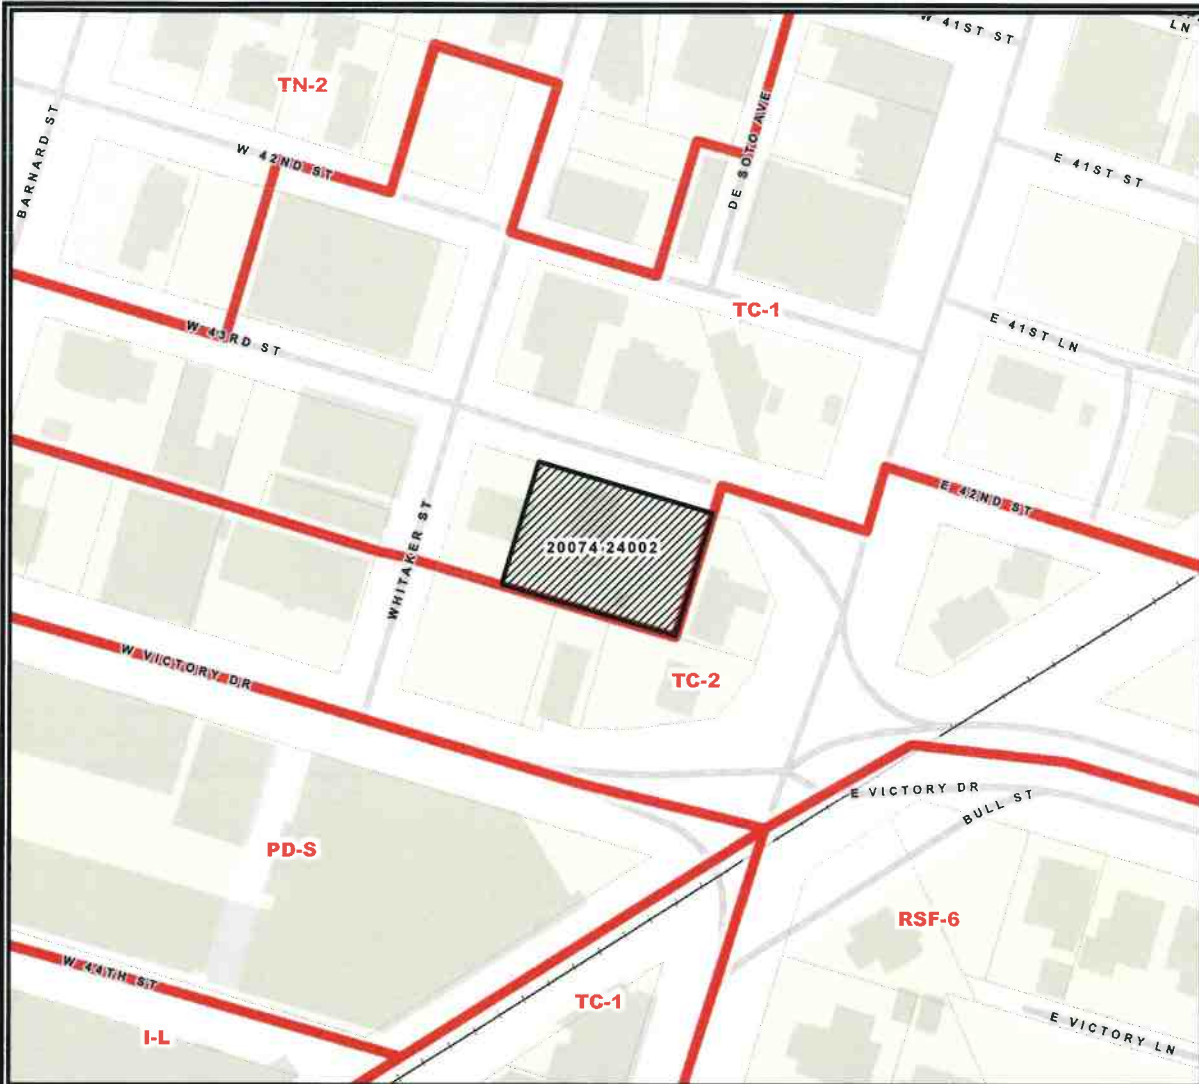 W 41ST ST
LN
TN-2
BARNARD ST
W 42ND ST
DE SOTO AVE
E 41ST ST
TC-1
E 41ST LN
W 43RD ST
E 42ND ST
WHITAKER ST
20074 24002
W VICTORY DR
TC-2
E VICTORY DR
BULL ST
PD-S
RSF-6
W 44TH ST
TC-1
I-L
E VICTORY LN